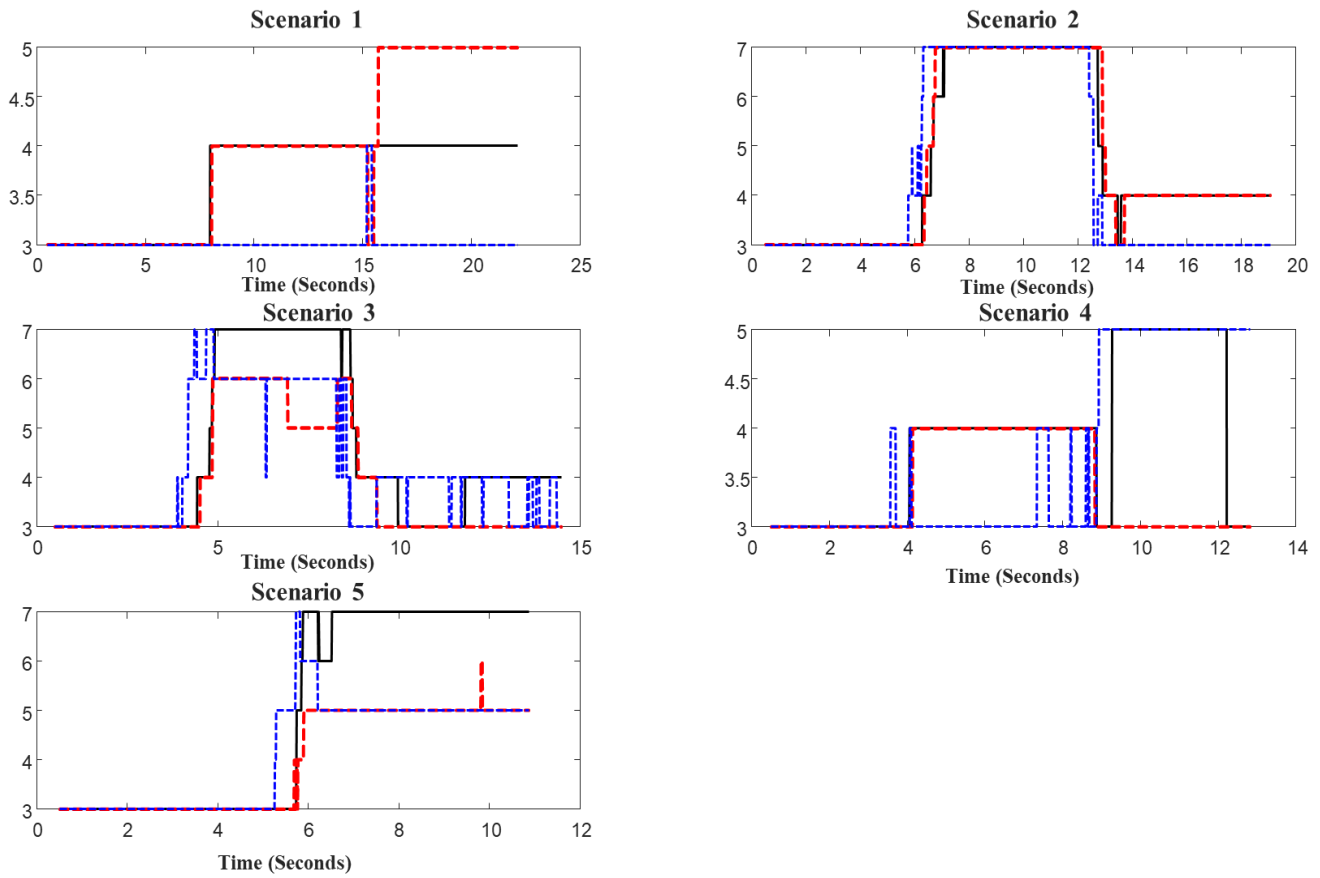 Scenario 1
5
4.5
4
3.5
3
0 5 10 15 20 25
Time (Seconds)
Scenario 2
7
6
5
4
3
0 2 4 6 8 10 12 14 16 18 20
Time (Seconds)
Scenario 3
7
6
5
4
3
0 5 10 15
Time (Seconds)
Scenario 4
5
4.5
4
3.5
3
0 2 4 6 8 10 12 14
Time (Seconds)
Scenario 5
7
6
5
4
3
0 2 4 6 8 10 12
Time (Seconds)